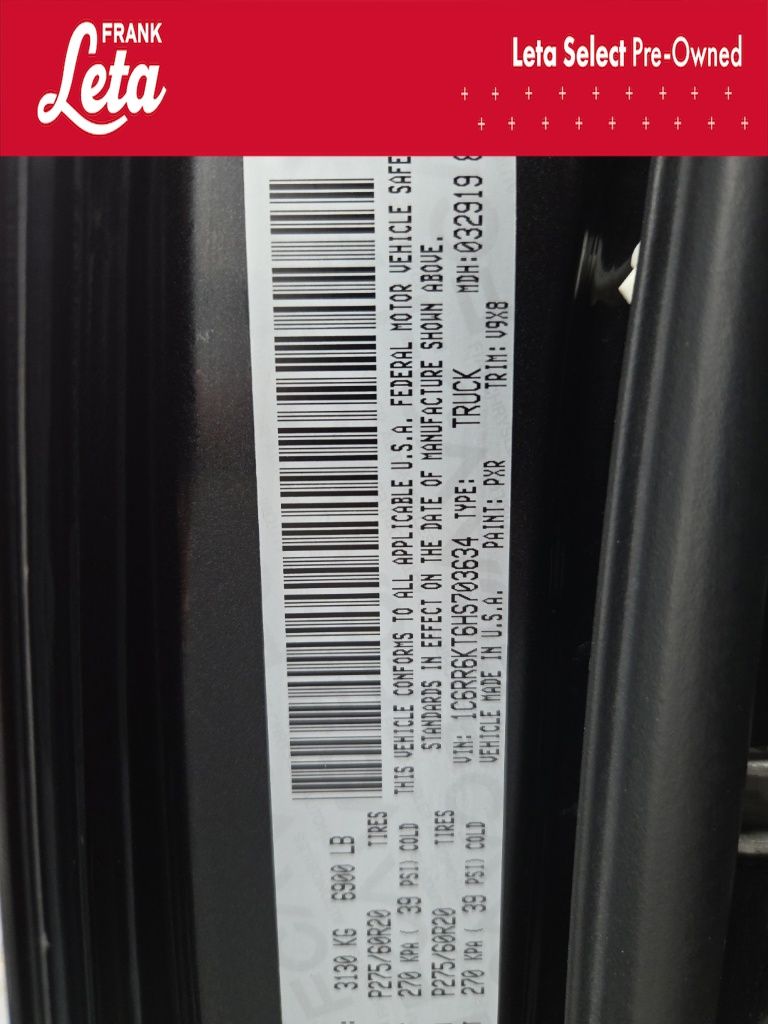 FRANK
Leta
Leta Select Pre-Owned
3130 KG 6900 LB
P275/60R20 TIRES
270 KPA ( 39 PSI) COLD
P275/60R20 TIRES
270 KPA ( 39 PSI) COLD
THIS VEHICLE CONFORMS TO ALL APPLICABLE U.S.A. FEDERAL MOTOR VEHICLE SAFE
STANDARDS IN EFFECT ON THE DATE OF MANUFACTURE SHOWN ABOVE.
VIN: 1C6RR6KT6HS703634 TYPE: TRUCK MDH:032919 8
VEHICLE MADE IN U.S.A. PAINT: PXR TRIM: V9X8